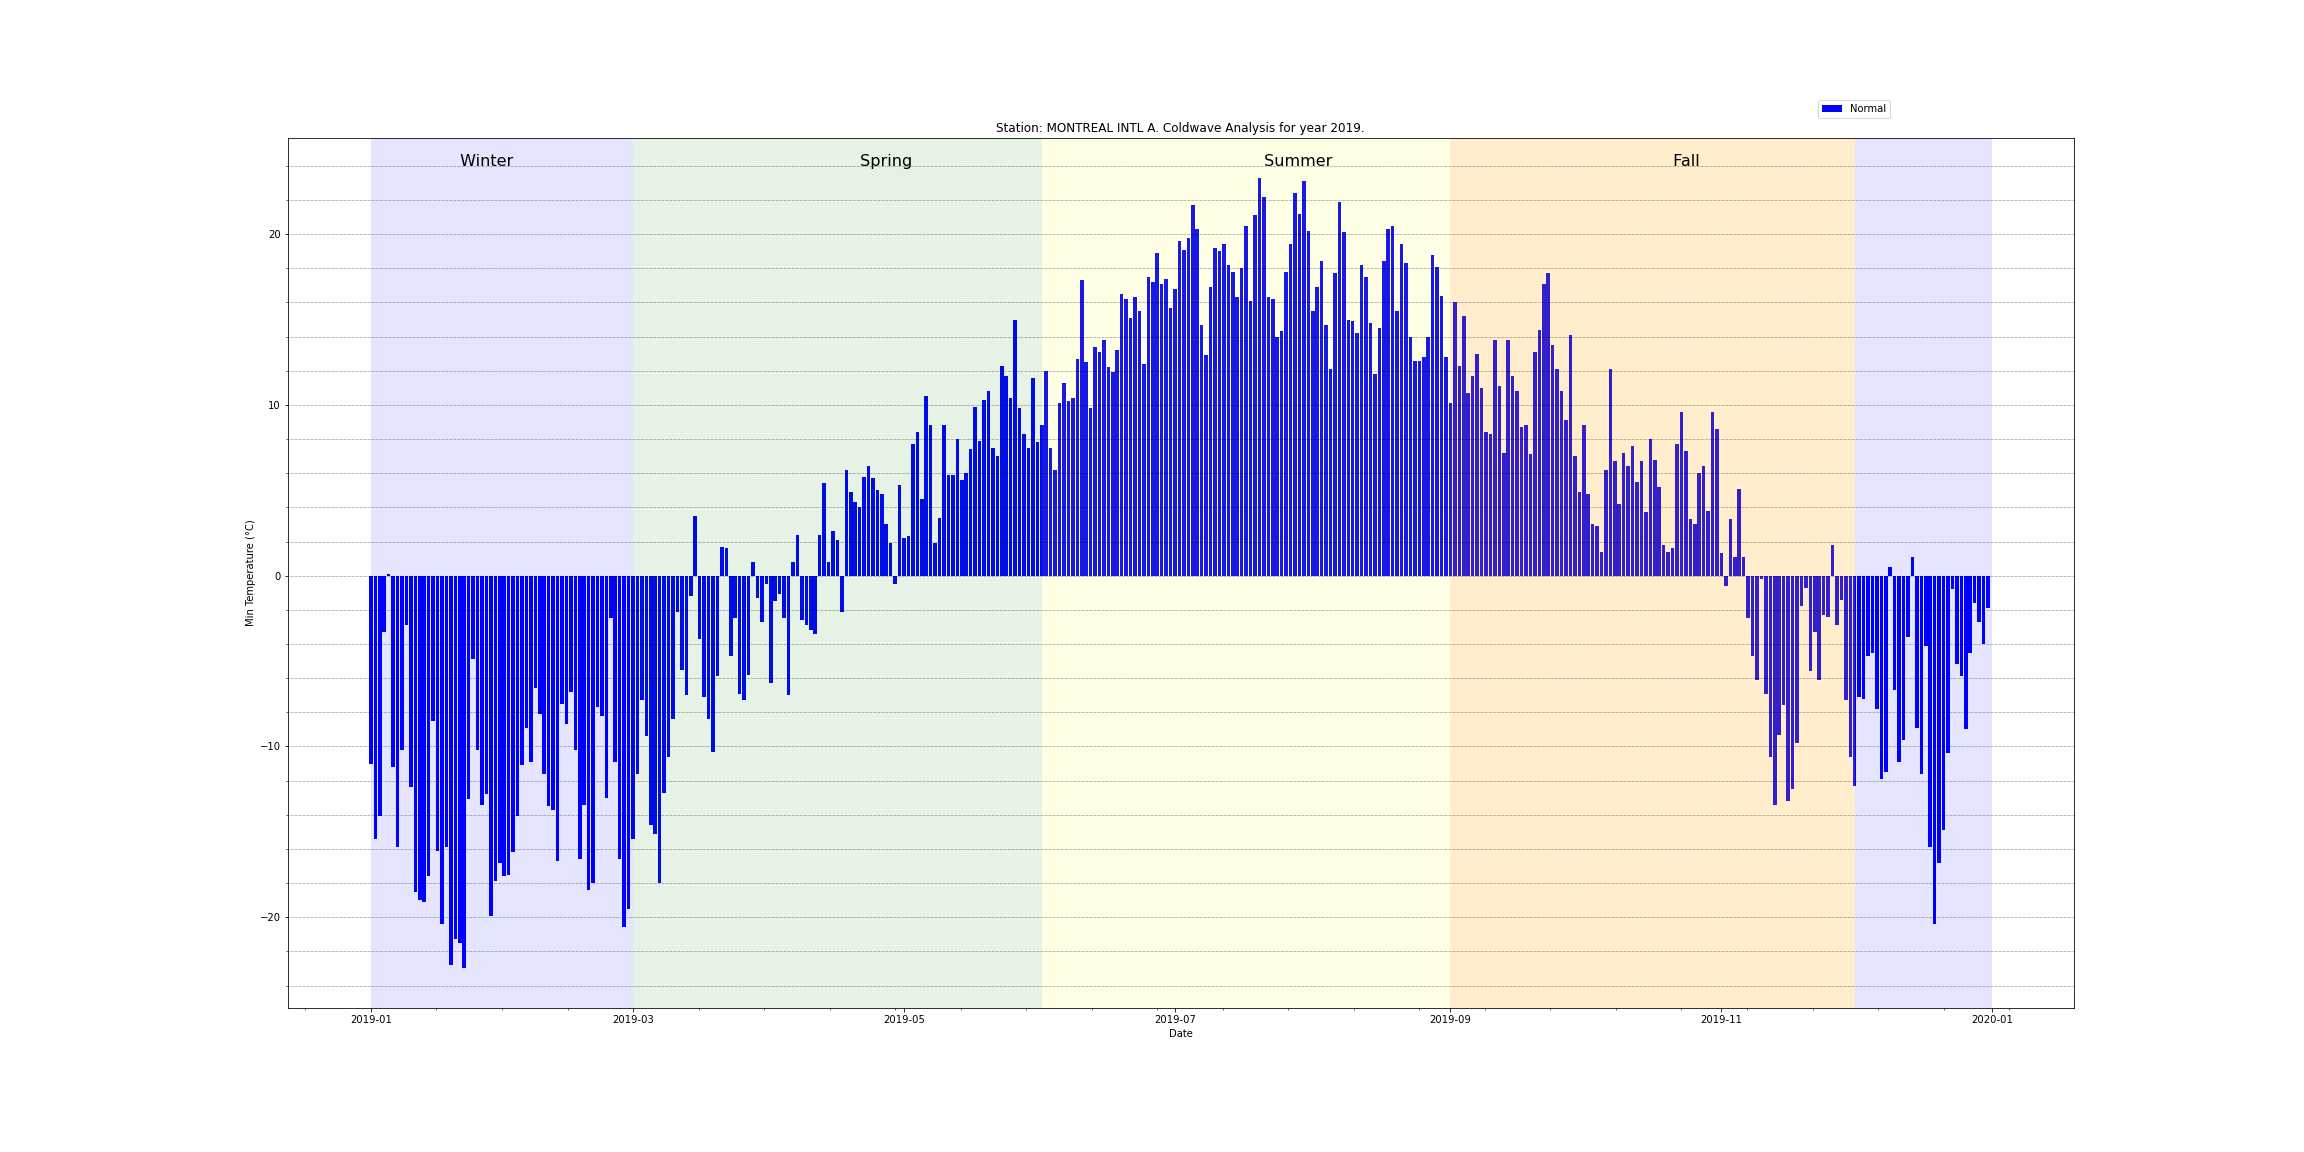 Normal
Station: MONTREAL INTL A. Coldwave Analysis for year 2019.
Winter Spring Summer Fall
20
10
0
−10
−20
Min Temperature (°C)
2019-01 2019-03 2019-05 2019-07 2019-09 2019-11 2020-01
Date